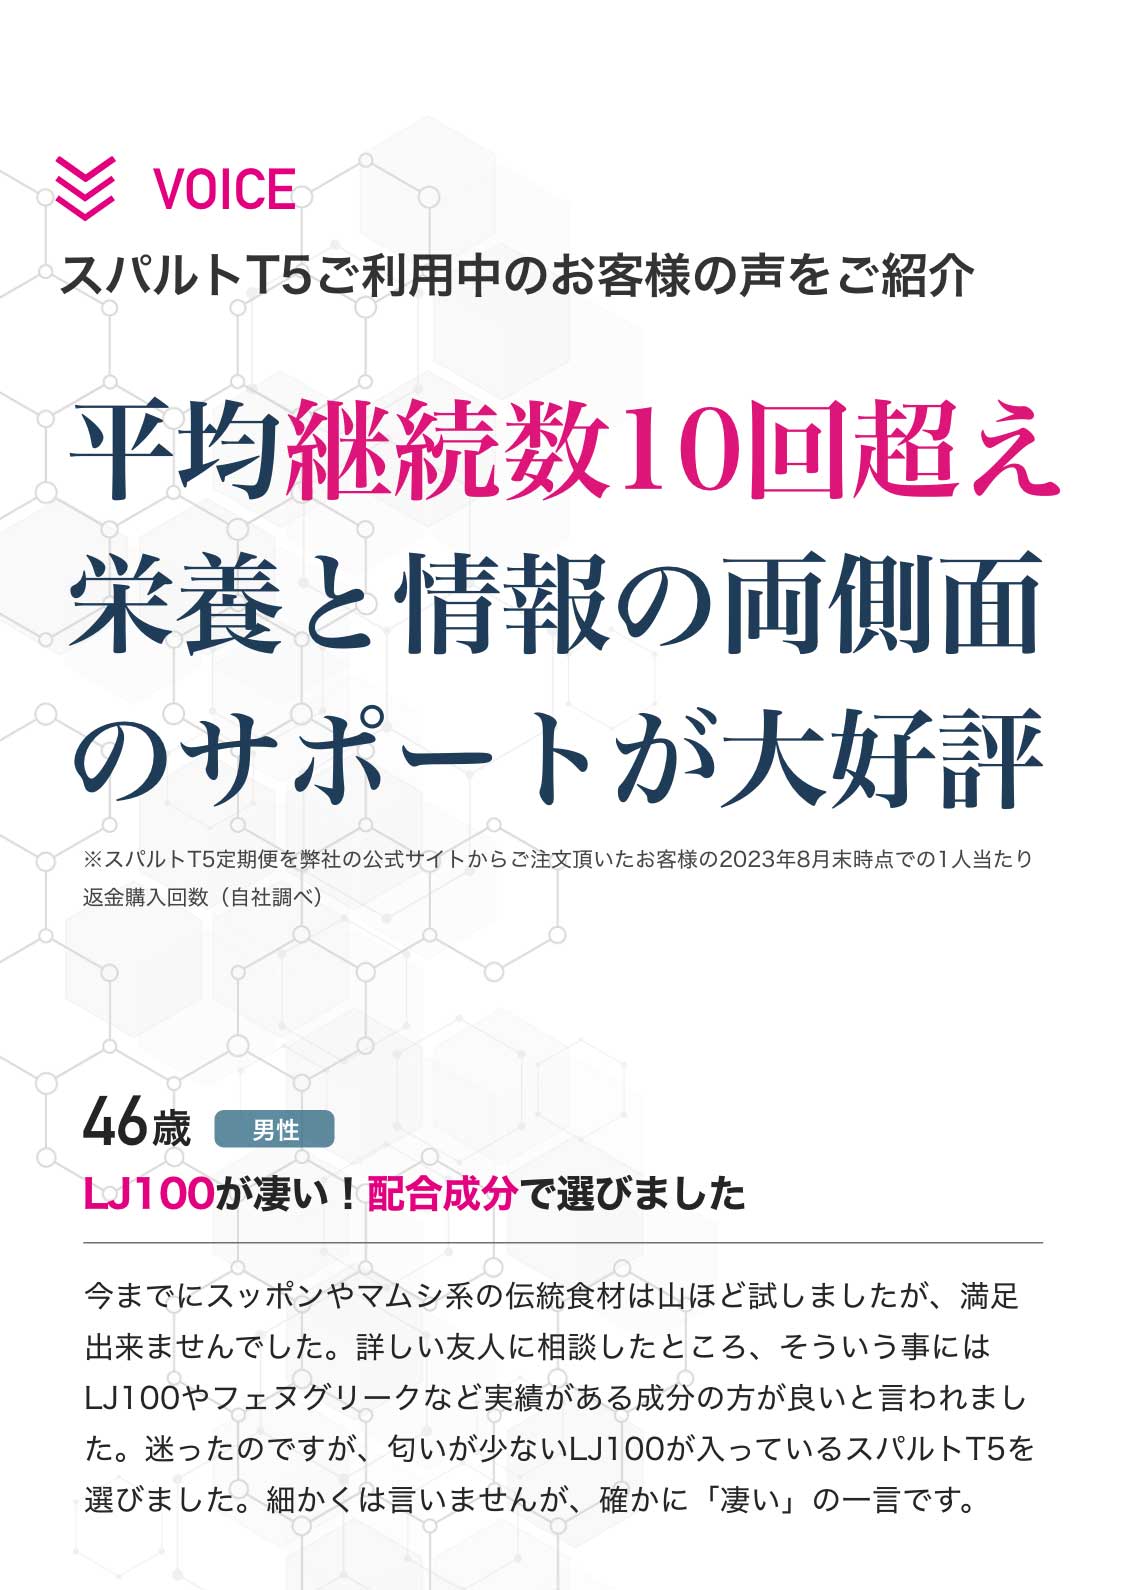 VOICE
スパルトT5ご利用中のお客様の声をご紹介
平均継続数10回超え
栄養と情報の両側面
のサポートが大好評
※スパルトT5定期便を弊社の公式サイトからご注文頂いたお客様の2023年8月末時点での1人当たり
返金購入回数（自社調べ）
46歳 男性
LJ100が凄い！配合成分で選びました
今までにスッポンやマムシ系の伝統食材は山ほど試しましたが、満足
出来ませんでした。詳しい友人に相談したところ、そういう事には
LJ100やフェヌグリークなど実績がある成分の方が良いと言われまし
た。迷ったのですが、匂いが少ないLJ100が入っているスパルトT5を
選びました。細かくは言いませんが、確かに「凄い」の一言です。